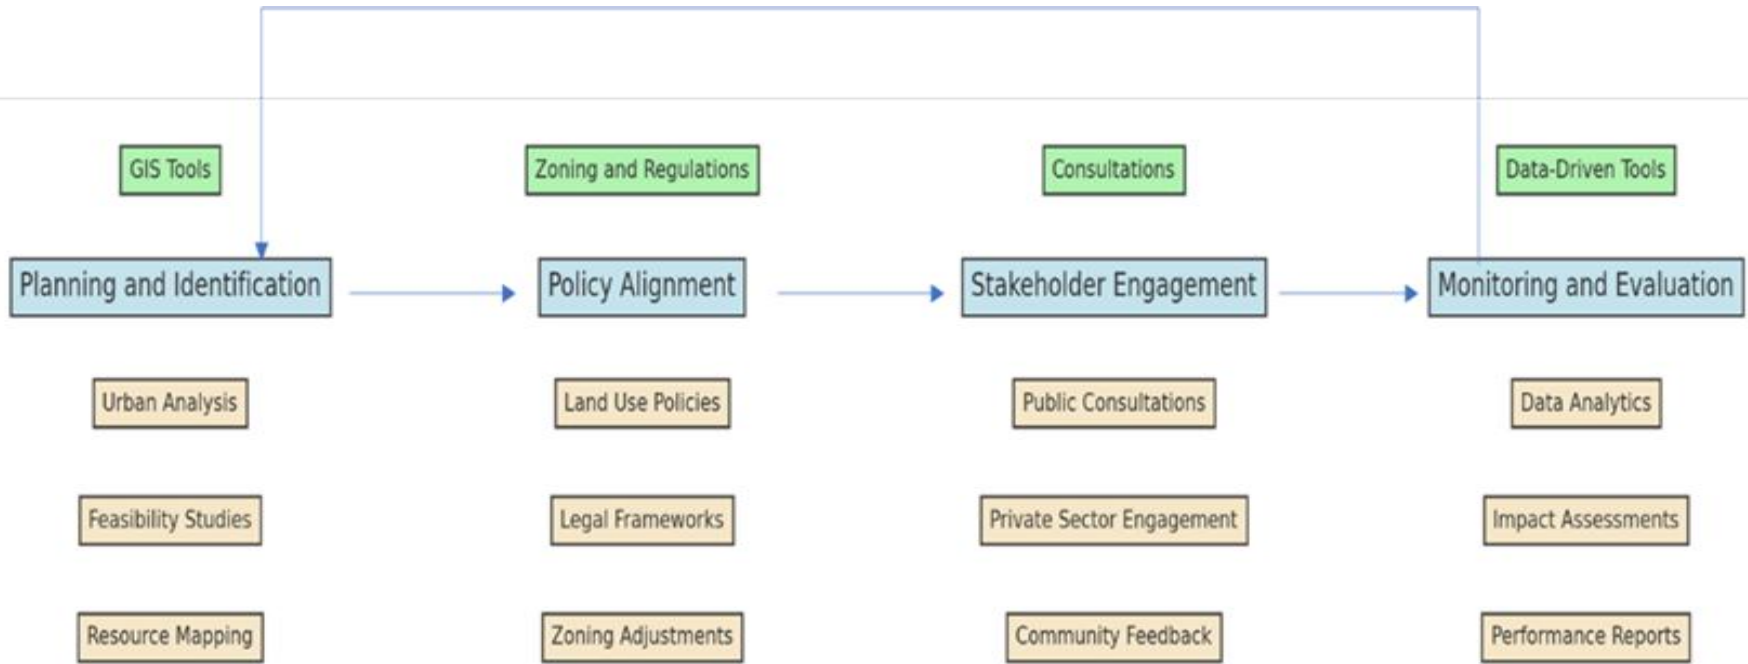 GIS Tools
Zoning and Regulations
Consultations
Data-Driven Tools
Planning and Identification
Policy Alignment
Stakeholder Engagement
Monitoring and Evaluation
Urban Analysis
Land Use Policies
Public Consultations
Data Analytics
Feasibility Studies
Legal Frameworks
Private Sector Engagement
Impact Assessments
Resource Mapping
Zoning Adjustments
Community Feedback
Performance Reports